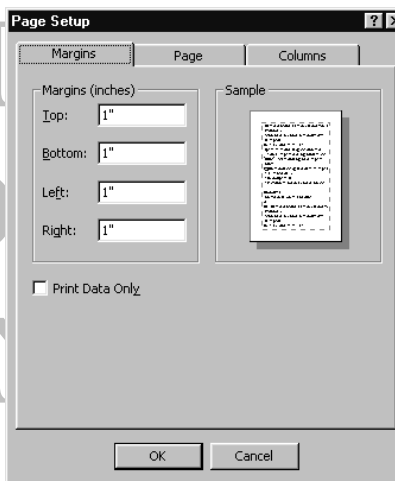 Page Setup
Margins Page Columns
Margins (inches) Sample
Top: 1"
Bottom: 1"
Left: 1"
Right: 1"
Print Data Only
OK Cancel